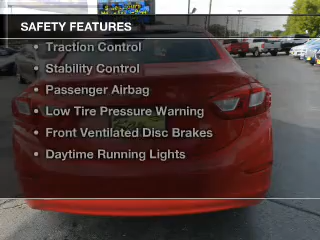 SAFETY FEATURES
• Traction Control
• Stability Control
• Passenger Airbag
• Low Tire Pressure Warning
• Front Ventilated Disc Brakes
• Daytime Running Lights